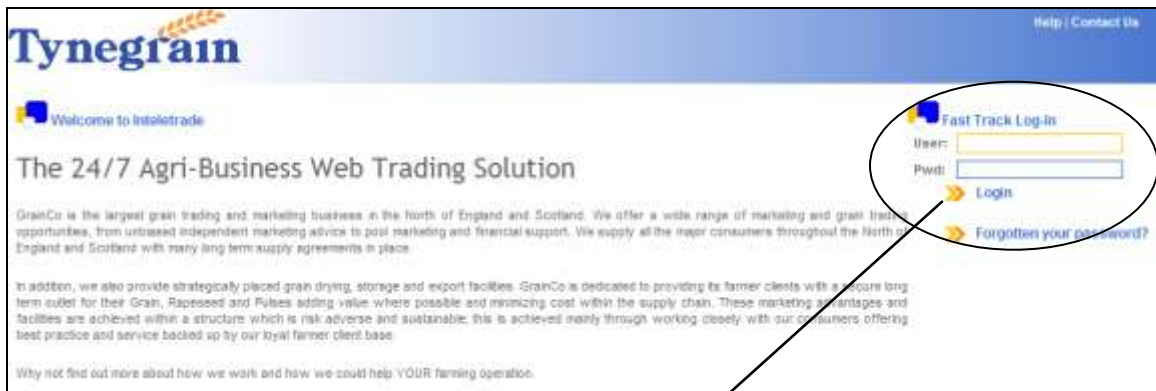 Tynegrain
Help | Contact Us
Welcome to Inteletrade
The 24/7 Agri-Business Web Trading Solution
GrainCo is the largest grain trading and marketing business in the North of England and Scotland. We offer a wide range of marketing and grain trading
opportunities, from unbiased independent marketing advice to pool marketing and financial support. We supply all the major consumers throughout the North of
England and Scotland with many long term supply agreements in place.
In addition, we also provide strategically placed grain drying, storage and export facilities. GrainCo is dedicated to providing its farmer clients with a secure long
term outlet for their Grain, Rapeseed and Pulses adding value where possible and minimizing cost within the supply chain. These marketing advantages and
facilities are achieved within a structure which is risk adverse and sustainable; this is achieved mainly through working closely with our consumers offering
best practice and service backed up by our loyal farmer client base.
Why not find out more about how we work and how we could help YOUR farming operation.
Fast Track Log-In
User:
Pwd:
Login
Forgotten your password?